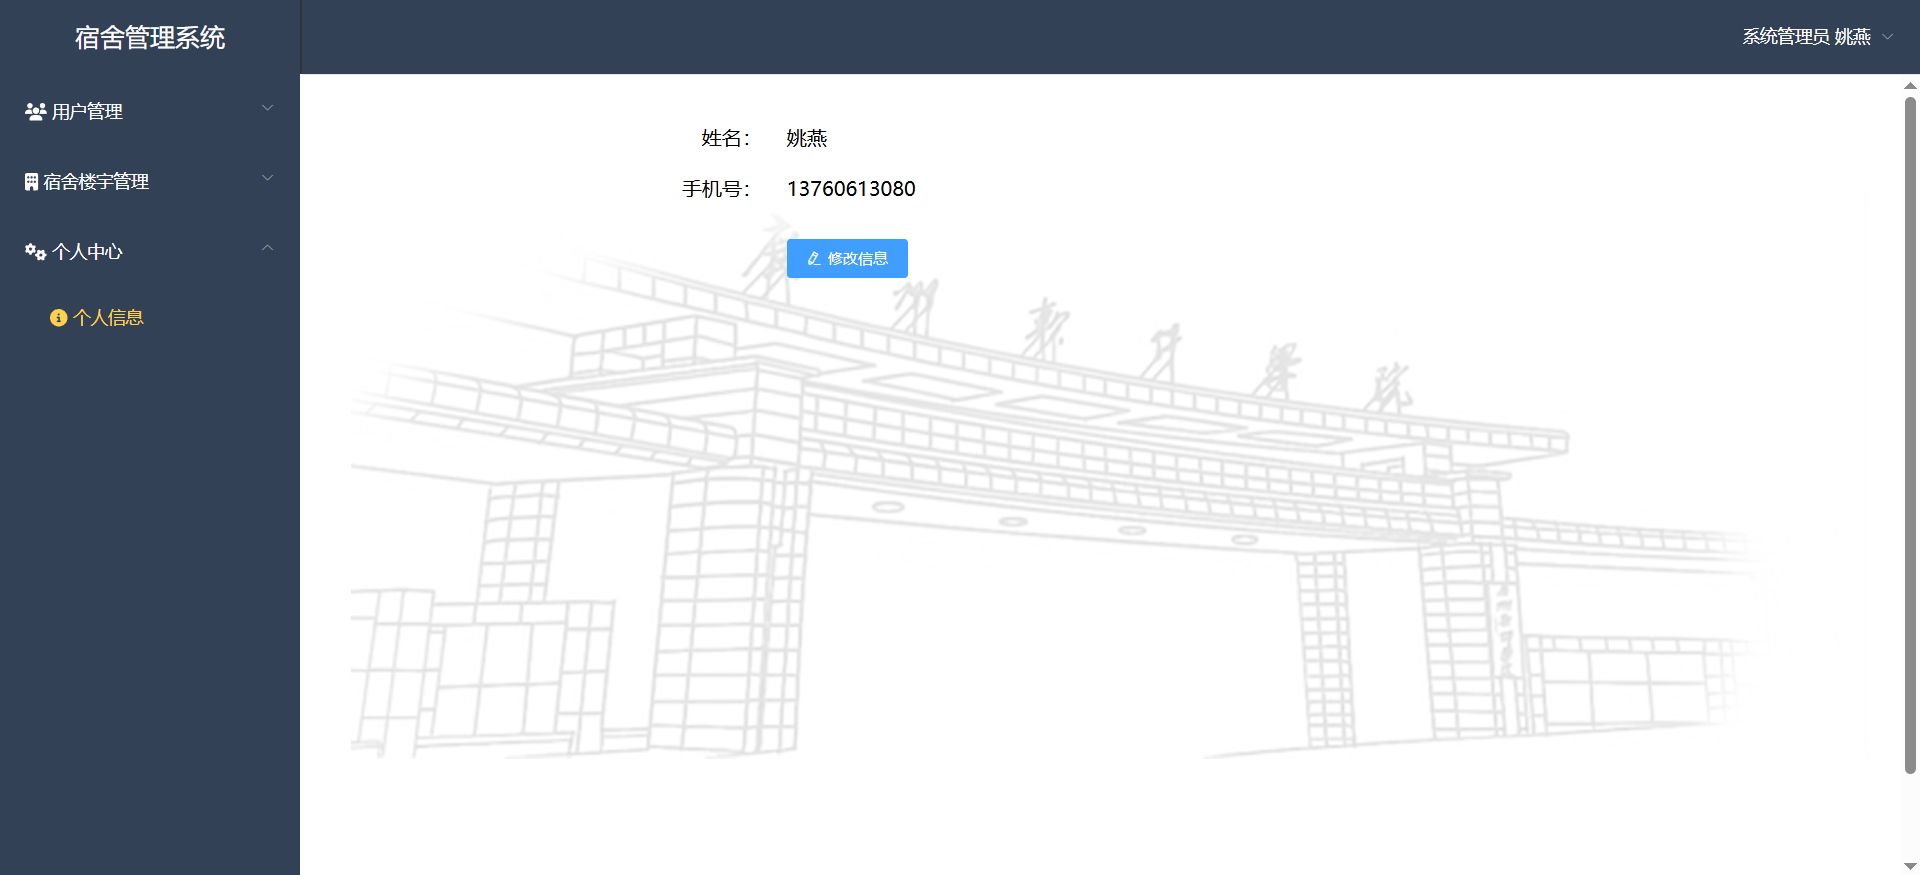 宿舍管理系统
系统管理员 姚燕
用户管理
宿舍楼宇管理
个人中心
个人信息
姓名： 姚燕
手机号： 13760613080
修改信息